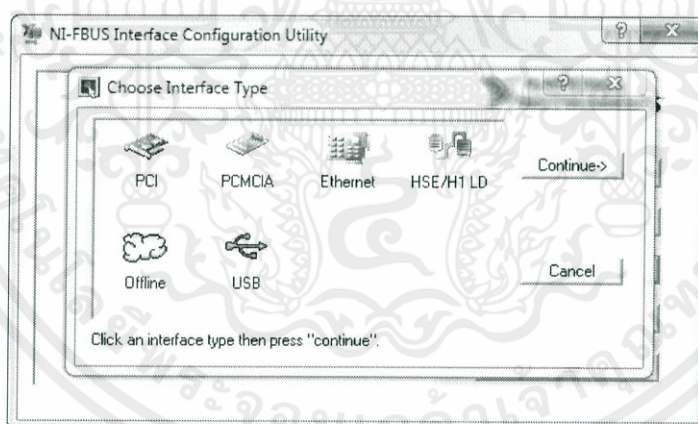 NI-FBUS Interface Configuration Utility
Choose Interface Type
PCI PCMCIA Ethernet HSE/H1 LD Continue->
Offline USB Cancel
Click an interface type then press "continue".